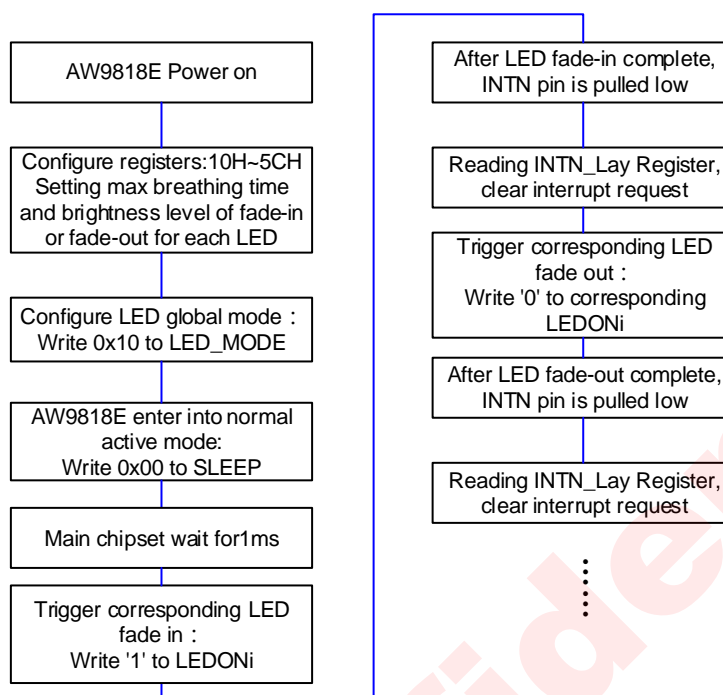 AW9818E Power on
Configure registers:10H~5CH
Setting max breathing time
and brightness level of fade-in
or fade-out for each LED
Configure LED global mode：
Write 0x10 to LED_MODE
AW9818E enter into normal
active mode:
Write 0x00 to SLEEP
Main chipset wait for1ms
Trigger corresponding LED
fade in：
Write '1' to LEDONi
After LED fade-in complete,
INTN pin is pulled low
Reading INTN_Lay Register,
clear interrupt request
Trigger corresponding LED
fade out：
Write '0' to corresponding
LEDONi
After LED fade-out complete,
INTN pin is pulled low
Reading INTN_Lay Register,
clear interrupt request
......